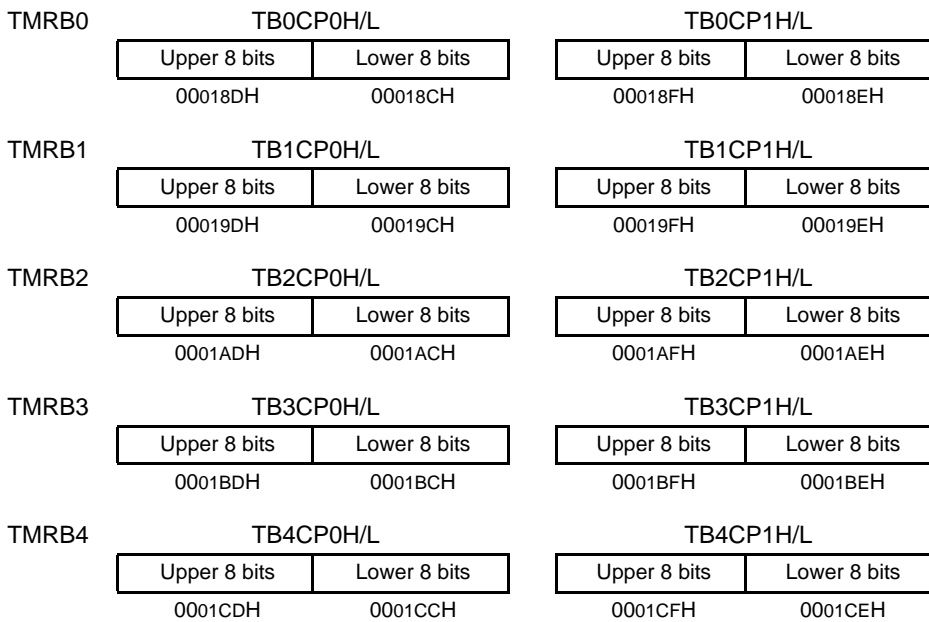 TMRB0 TB0CP0H/L TB0CP1H/L
Upper 8 bits Lower 8 bits Upper 8 bits Lower 8 bits
00018DH 00018CH 00018FH 00018EH
TMRB1 TB1CP0H/L TB1CP1H/L
Upper 8 bits Lower 8 bits Upper 8 bits Lower 8 bits
00019DH 00019CH 00019FH 00019EH
TMRB2 TB2CP0H/L TB2CP1H/L
Upper 8 bits Lower 8 bits Upper 8 bits Lower 8 bits
0001ADH 0001ACH 0001AFH 0001AEH
TMRB3 TB3CP0H/L TB3CP1H/L
Upper 8 bits Lower 8 bits Upper 8 bits Lower 8 bits
0001BDH 0001BCH 0001BFH 0001BEH
TMRB4 TB4CP0H/L TB4CP1H/L
Upper 8 bits Lower 8 bits Upper 8 bits Lower 8 bits
0001CDH 0001CCH 0001CFH 0001CEH